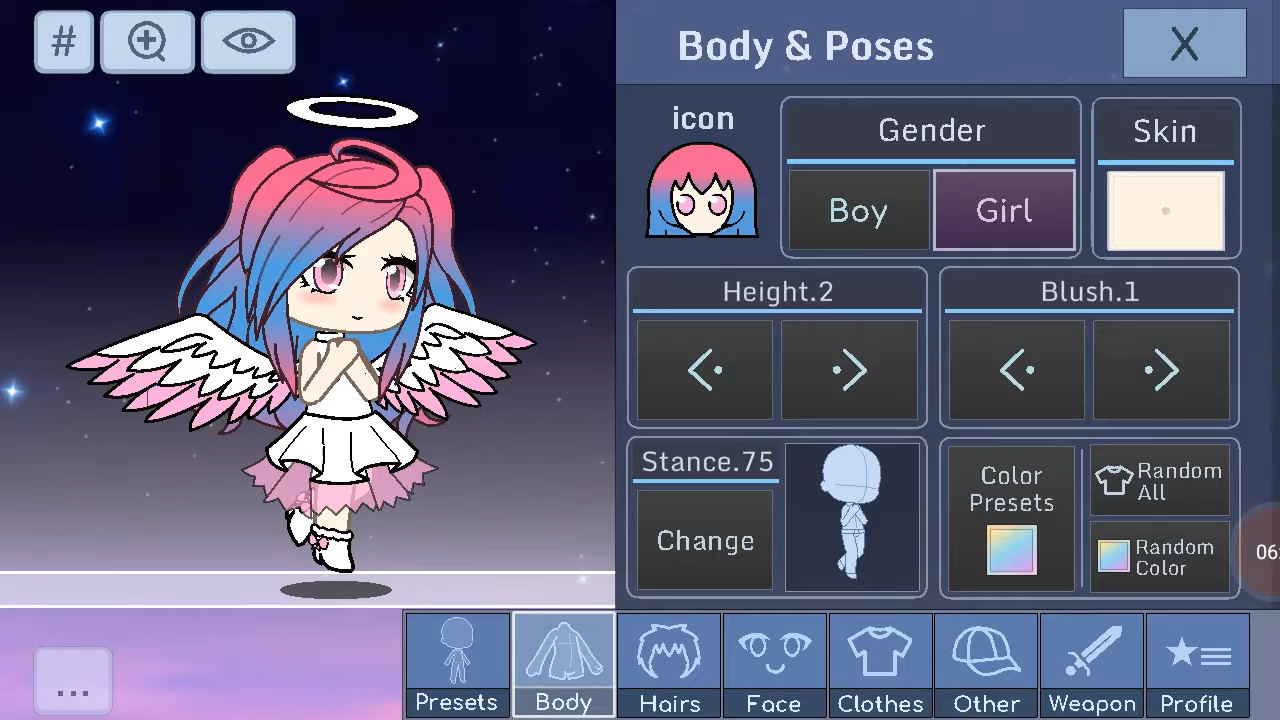 #
Body & Poses
X
icon
Gender
Skin
Boy
Girl
Height.2
Blush.1
Stance.75
Change
Color
Presets
Random
All
Random
Color
06:
...
Presets
Body
Hairs
Face
Clothes
Other
Weapon
Profile